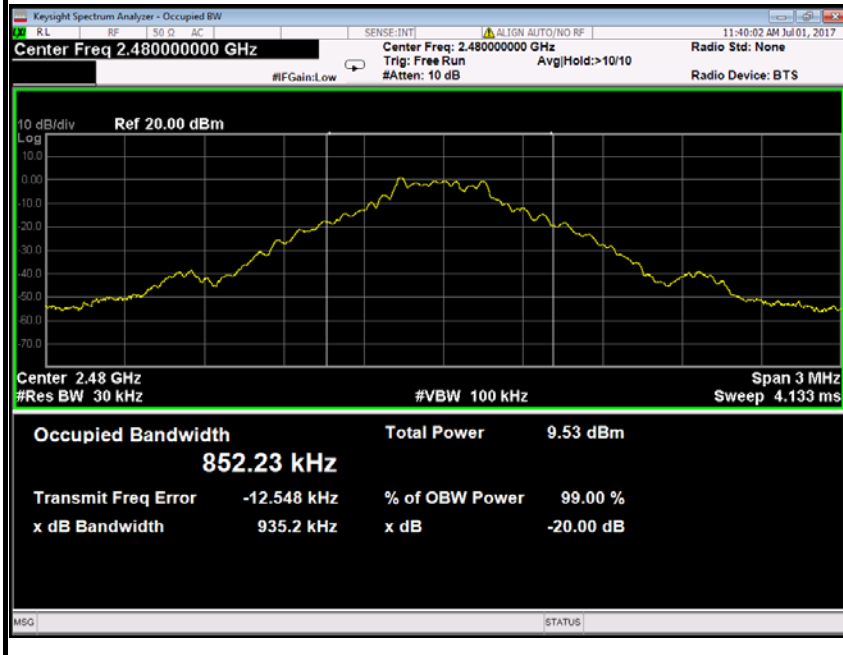 Keysight Spectrum Analyzer - Occupied BW
LXI RL RF 50 Ω AC SENSE:INT ALIGN AUTO/NO RF 11:40:02 AM Jul 01, 2017
Center Freq 2.480000000 GHz Center Freq: 2.480000000 GHz Radio Std: None
Trig: Free Run Avg|Hold:>10/10
#IFGain:Low #Atten: 10 dB Radio Device: BTS
10 dB/div Ref 20.00 dBm
Log
10.0
0.00
-10.0
-20.0
-30.0
-40.0
-50.0
-60.0
-70.0
Center 2.48 GHz Span 3 MHz
#Res BW 30 kHz #VBW 100 kHz Sweep 4.133 ms
Occupied Bandwidth Total Power 9.53 dBm
852.23 kHz
Transmit Freq Error -12.548 kHz % of OBW Power 99.00 %
x dB Bandwidth 935.2 kHz x dB -20.00 dB
MSG STATUS